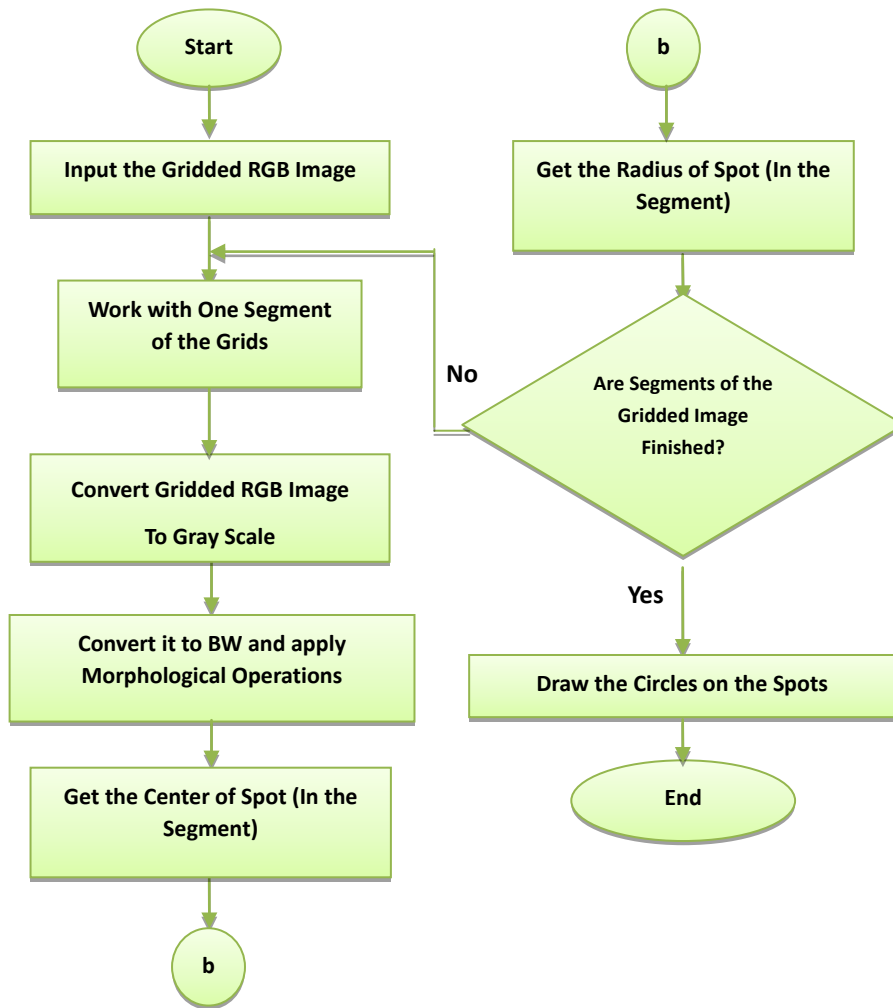 Start
Input the Gridded RGB Image
Work with One Segment
of the Grids
Convert Gridded RGB Image
To Gray Scale
Convert it to BW and apply
Morphological Operations
Get the Center of Spot (In the
Segment)
b
b
Get the Radius of Spot (In the
Segment)
Are Segments of the
Gridded Image
Finished?
No
Yes
Draw the Circles on the Spots
End